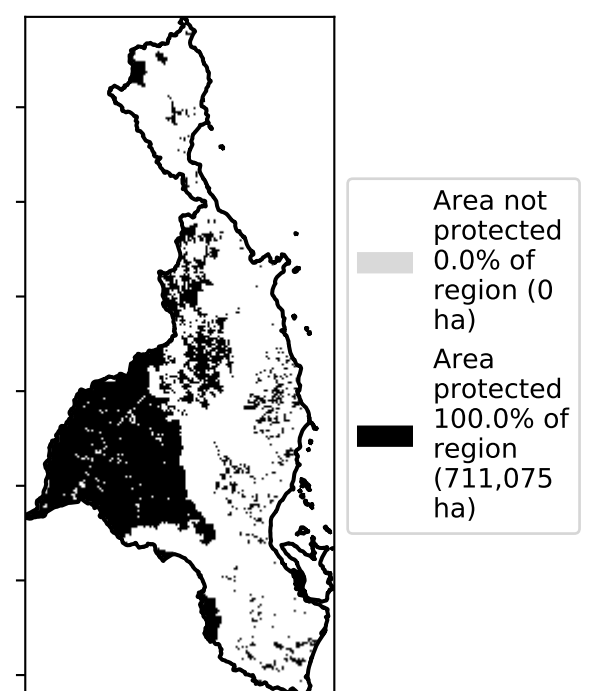 Area not
protected
0.0% of
region (0
ha)
Area
protected
100.0% of
region
(711,075
ha)